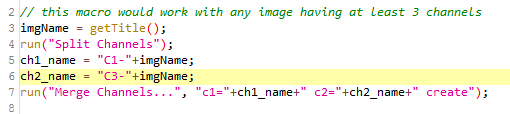 2 // this macro would work with any image having at least 3 channels
3 imgName = getTitle();
4 run("Split Channels");
5 ch1_name = "C1-"+imgName;
6 ch2_name = "C3-"+imgName;
7 run("Merge Channels...", "c1="+ch1_name+" c2="+ch2_name+" create");
8